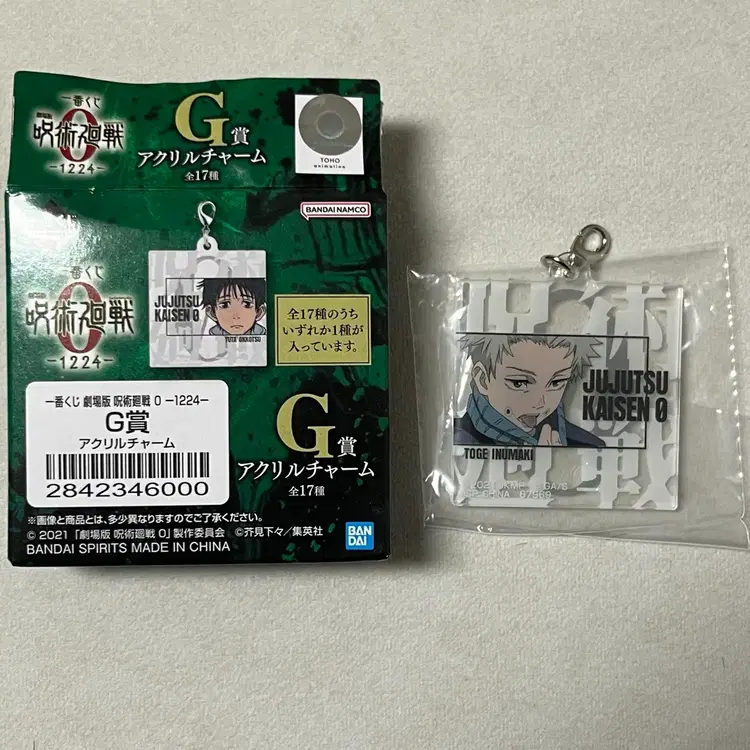 一番くじ
劇場版
呪術廻戦
0
-1224-
G賞
アクリルチャーム
全17種
TOHO
animation
BANDAI NAMCO
一番くじ
劇場版
呪術廻戦
0
-1224-
JUJUTSU
KAISEN 0
YUTA OKKOTSU
全17種のうち
いずれか1種が
入っています。
一番くじ 劇場版 呪術廻戦 0 -1224-
G賞
アクリルチャーム
2842346000
G賞
アクリルチャーム
全17種
※画像と商品とは、多少異なりますのでご了承ください。
© 2021「劇場版 呪術廻戦 0」製作委員会 ©芥見下々/集英社
BANDAI SPIRITS MADE IN CHINA
BAN
DAI
呪術
廻戦
JUJUTSU
KAISEN 0
TOGE INUMAKI